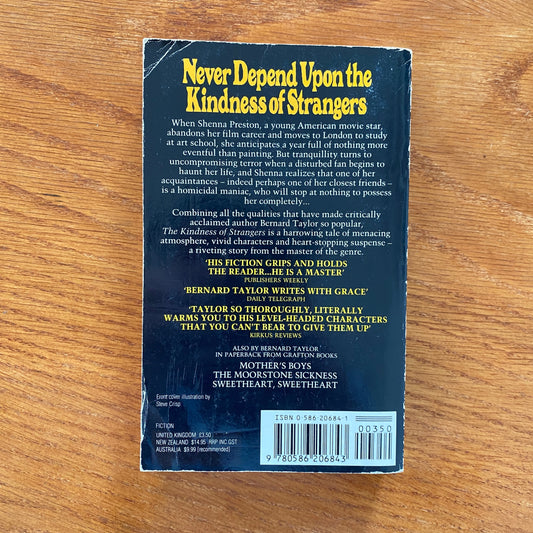 Never Depend Upon the
Kindness of Strangers
When Shenna Preston, a young American movie star,
abandons her film career and moves to London to study
at art school, she anticipates a year full of nothing more
eventful than painting. But tranquillity turns to
uncompromising terror when a disturbed fan begins to
haunt her life, and Shenna realizes that one of her
acquaintances – indeed perhaps one of her closest friends –
is a homicidal maniac, who will stop at nothing to possess
her completely...
Combining all the qualities that have made critically
acclaimed author Bernard Taylor so popular,
The Kindness of Strangers is a harrowing tale of menacing
atmosphere, vivid characters and heart-stopping suspense –
a riveting story from the master of the genre.
'HIS FICTION GRIPS AND HOLDS
THE READER...HE IS A MASTER'
PUBLISHERS WEEKLY
'BERNARD TAYLOR WRITES WITH GRACE'
DAILY TELEGRAPH
'TAYLOR SO THOROUGHLY, LITERALLY
WARMS YOU TO HIS LEVEL-HEADED CHARACTERS
THAT YOU CAN'T BEAR TO GIVE THEM UP'
KIRKUS REVIEWS
ALSO BY BERNARD TAYLOR
IN PAPERBACK FROM GRAFTON BOOKS
MOTHER'S BOYS
THE MOORSTONE SICKNESS
SWEETHEART, SWEETHEART
Front cover illustration by
Steve Crisp
FICTION
UNITED KINGDOM £3.50
NEW ZEALAND $14.95 RRP INC.GST
AUSTRALIA $9.99 (recommended)
ISBN 0-586-20684-1
00350
9 780586 206843